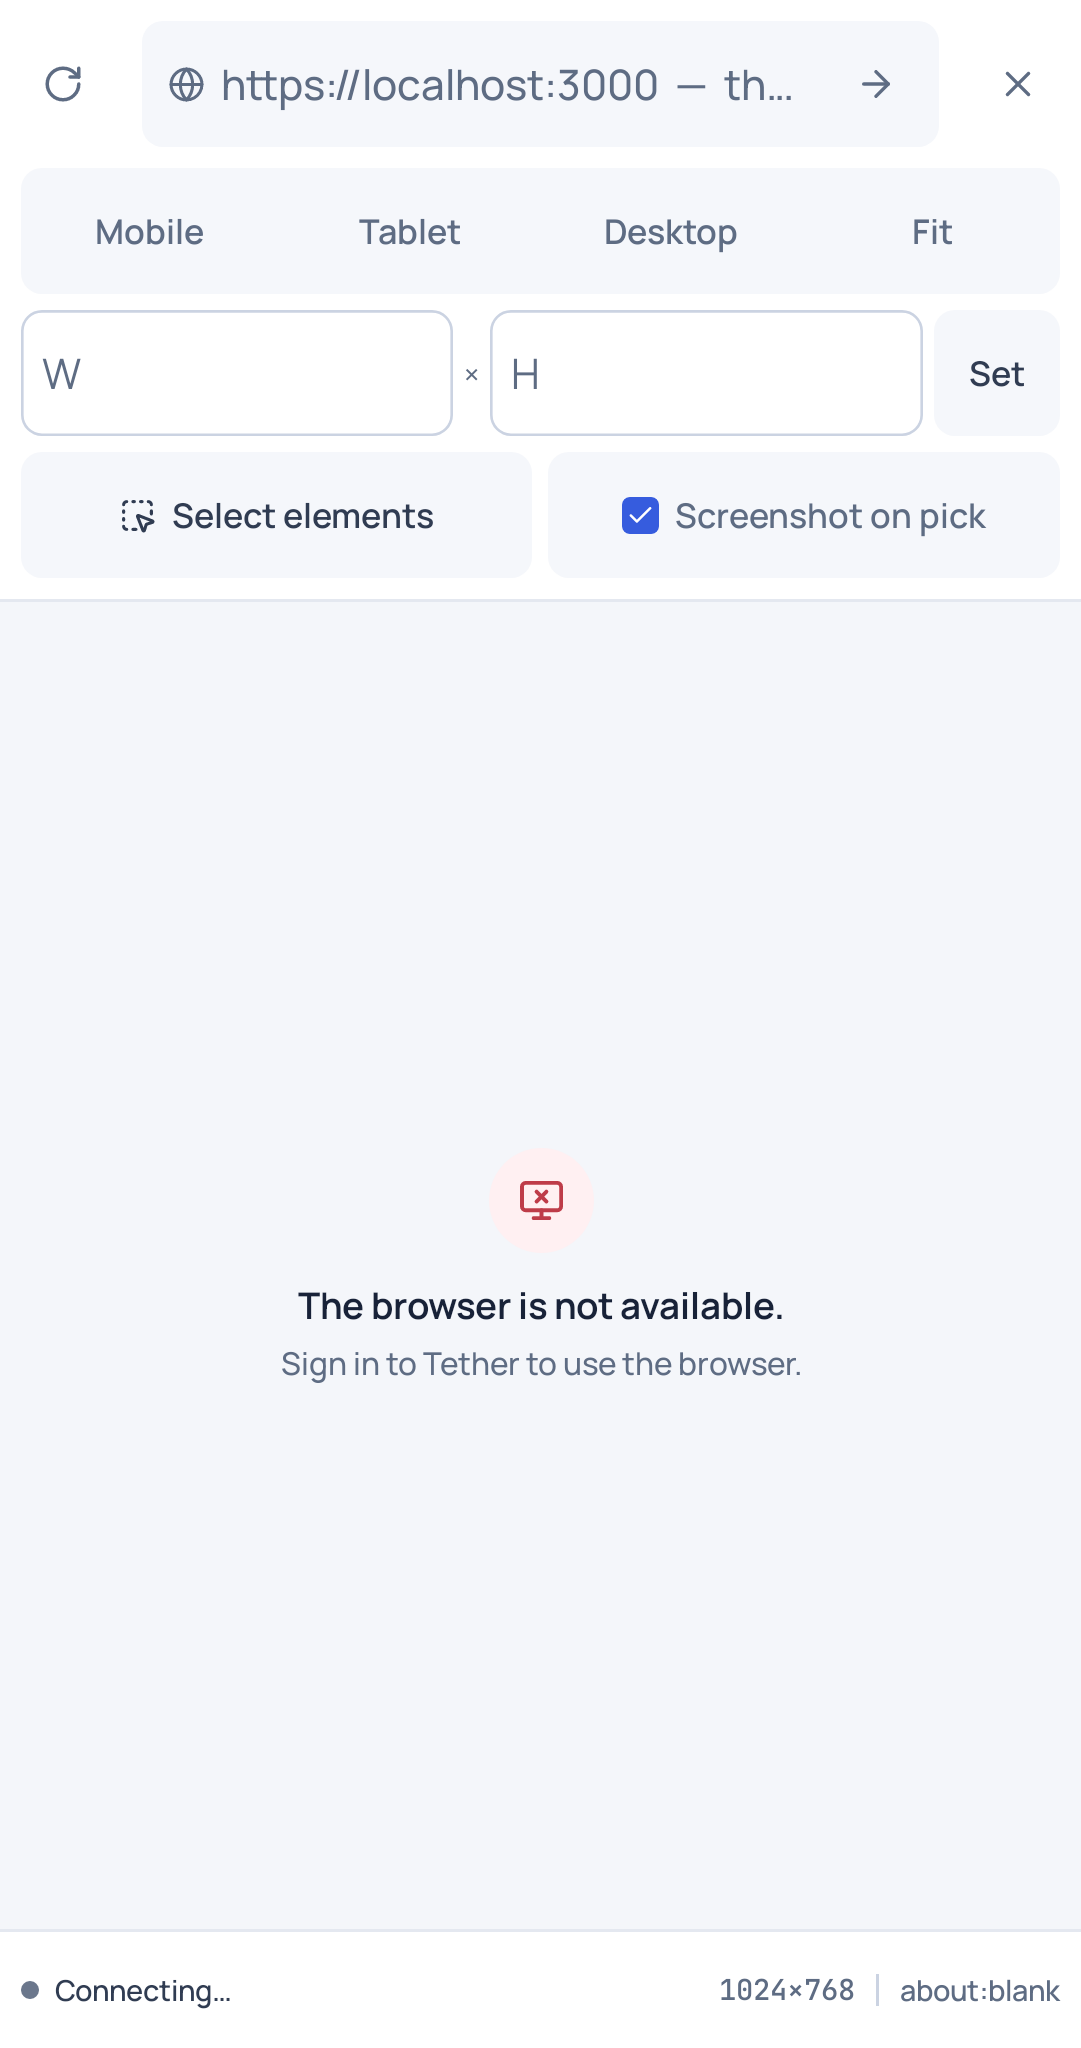 https://localhost:3000 — th…
Mobile Tablet Desktop Fit
W × H Set
Select elements Screenshot on pick
The browser is not available.
Sign in to Tether to use the browser.
Connecting… 1024×768 about:blank